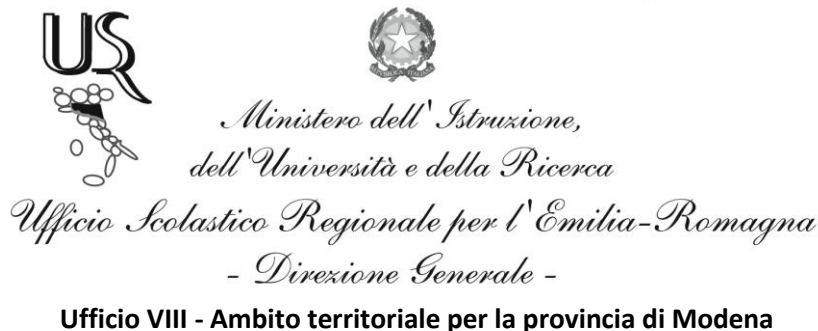 USR
Ministero dell' Istruzione,
dell'Università e della Ricerca
Ufficio Scolastico Regionale per l'Emilia-Romagna
- Direzione Generale -
Ufficio VIII - Ambito territoriale per la provincia di Modena